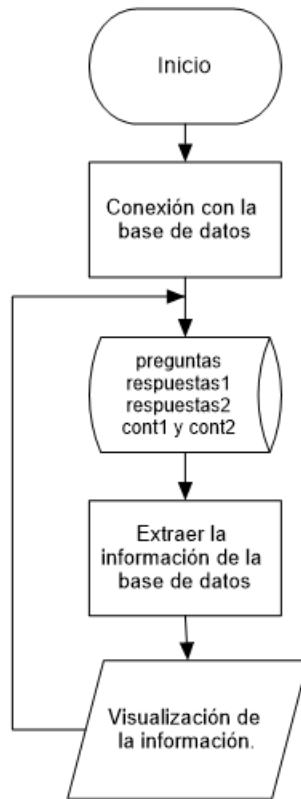 Inicio
Conexión con la
base de datos
preguntas
respuestas1
respuestas2
cont1 y cont2
Extraer la
información de la
base de datos
Visualización de
la información.